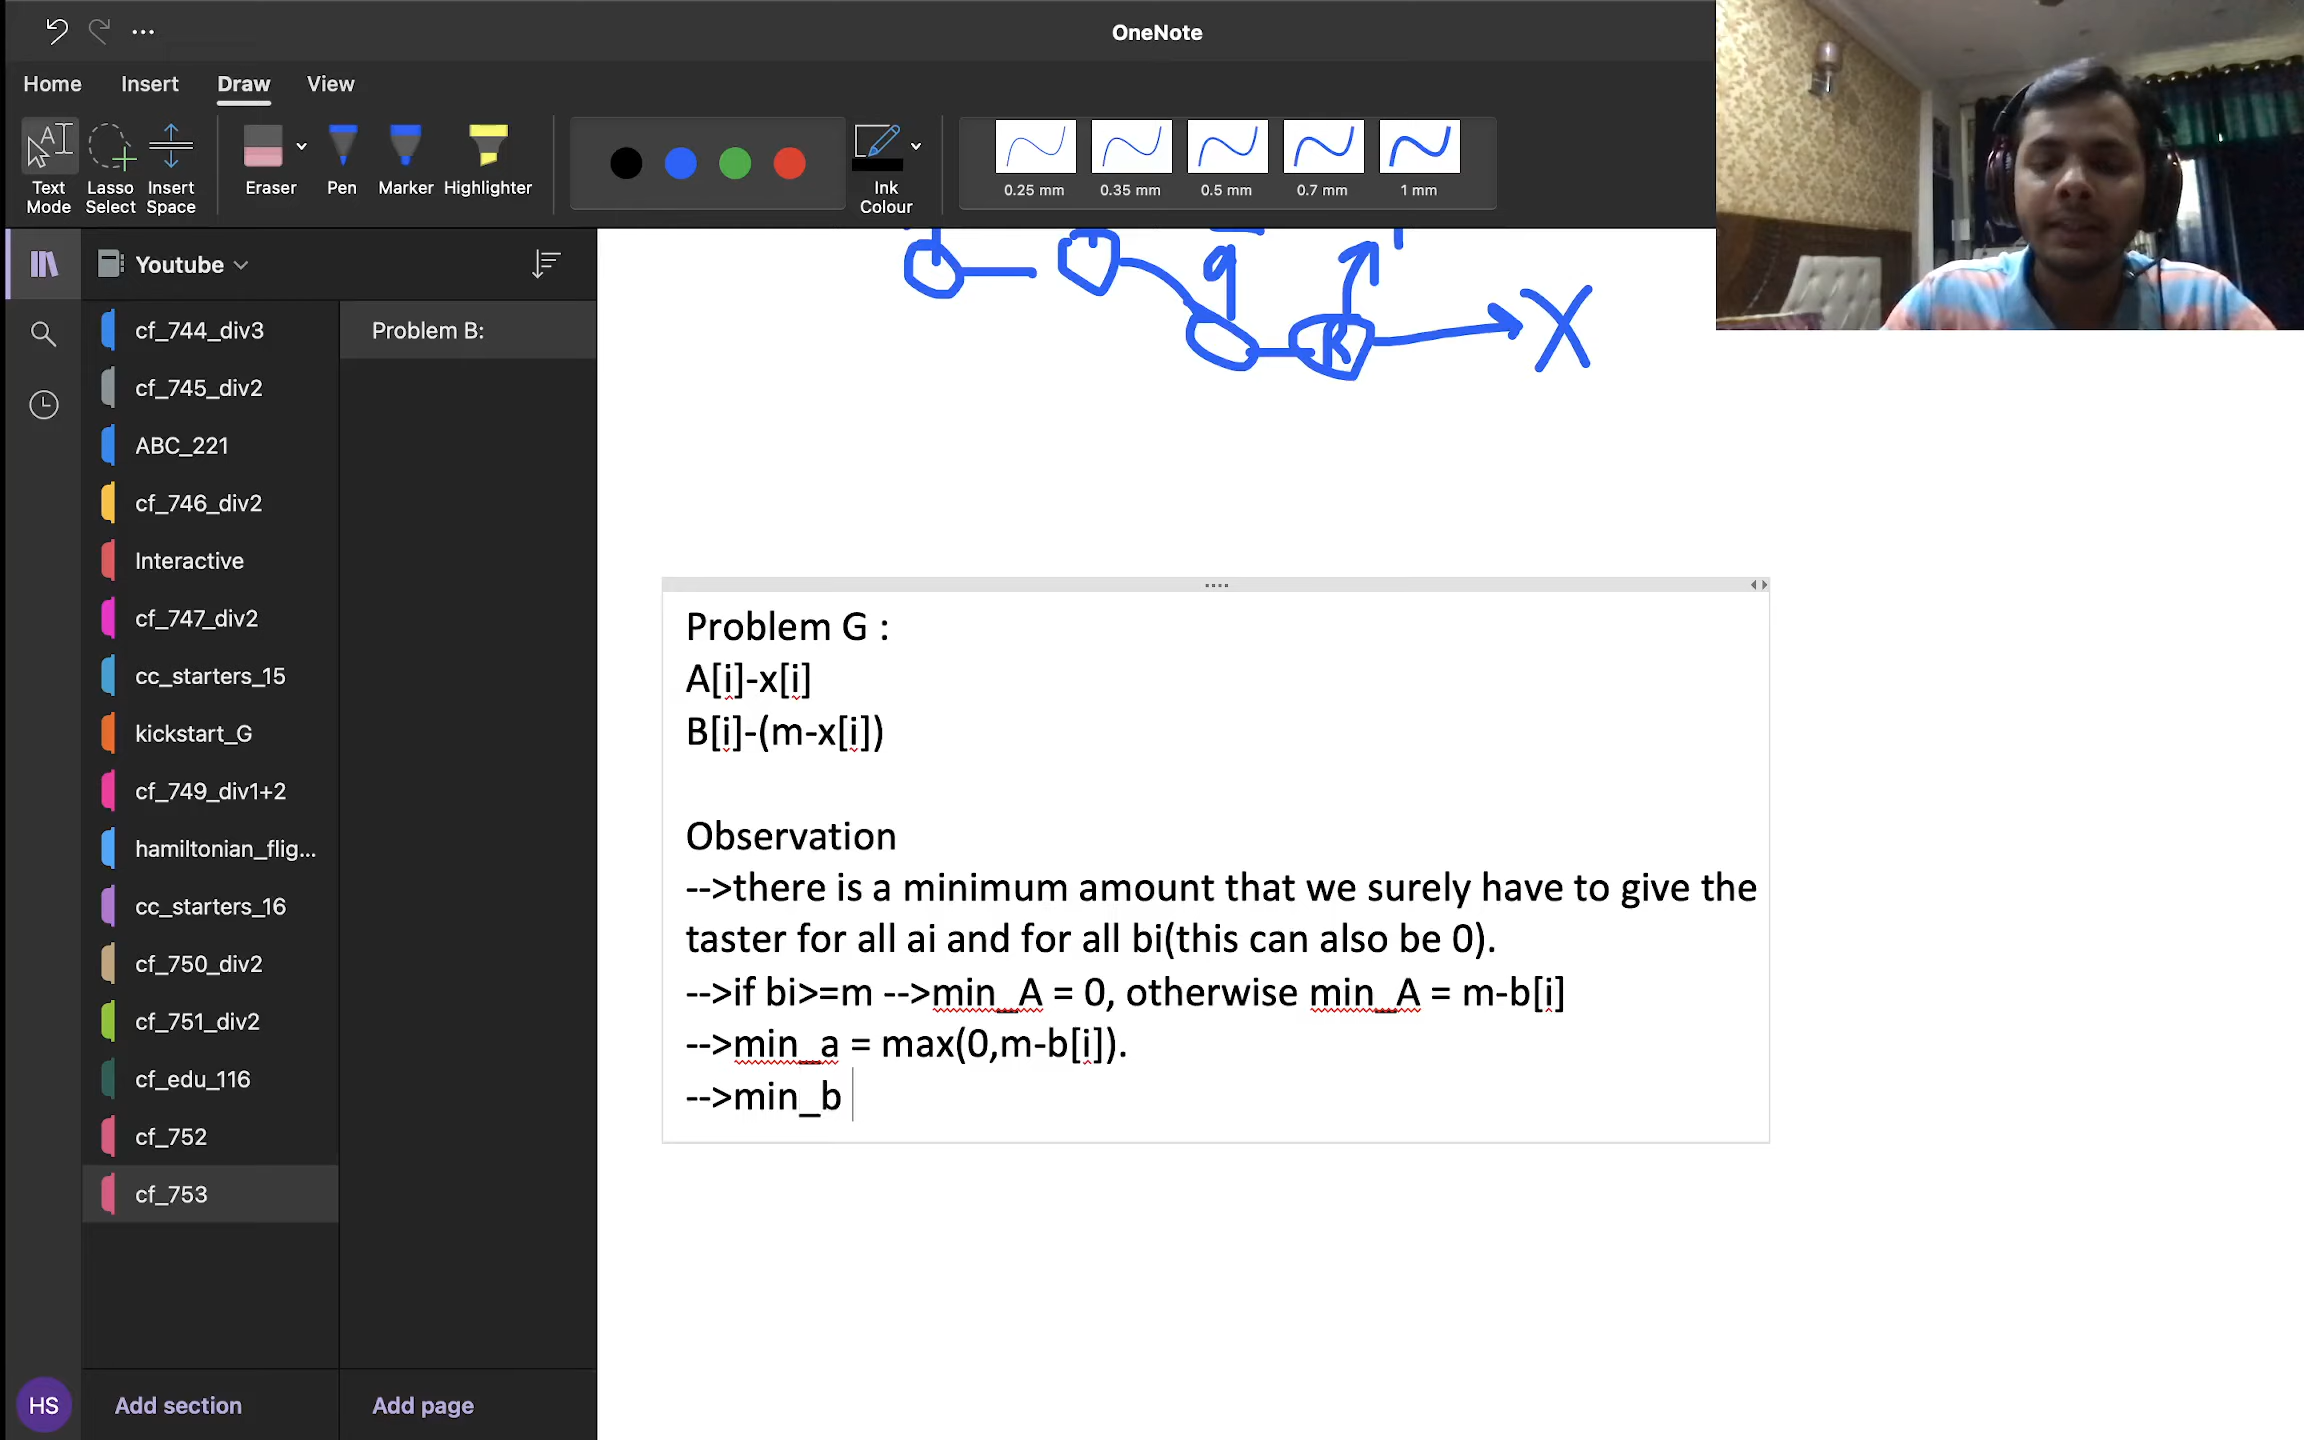 OneNote
Home Insert Draw View
Text Mode
Lasso Select
Insert Space
Eraser
Pen
Marker
Highlighter
Ink Colour
0.25 mm
0.35 mm
0.5 mm
0.7 mm
1 mm
Youtube
cf_744_div3
cf_745_div2
ABC_221
cf_746_div2
Interactive
cf_747_div2
cc_starters_15
kickstart_G
cf_749_div1+2
hamiltonian_flig...
cc_starters_16
cf_750_div2
cf_751_div2
cf_edu_116
cf_752
cf_753
HS
Add section
Problem B:
Add page
R
X
Problem G :
A[i]-x[i]
B[i]-(m-x[i])
Observation
-->there is a minimum amount that we surely have to give the
taster for all ai and for all bi(this can also be 0).
-->if bi>=m -->min_A = 0, otherwise min_A = m-b[i]
-->min_a = max(0,m-b[i]).
-->min_b